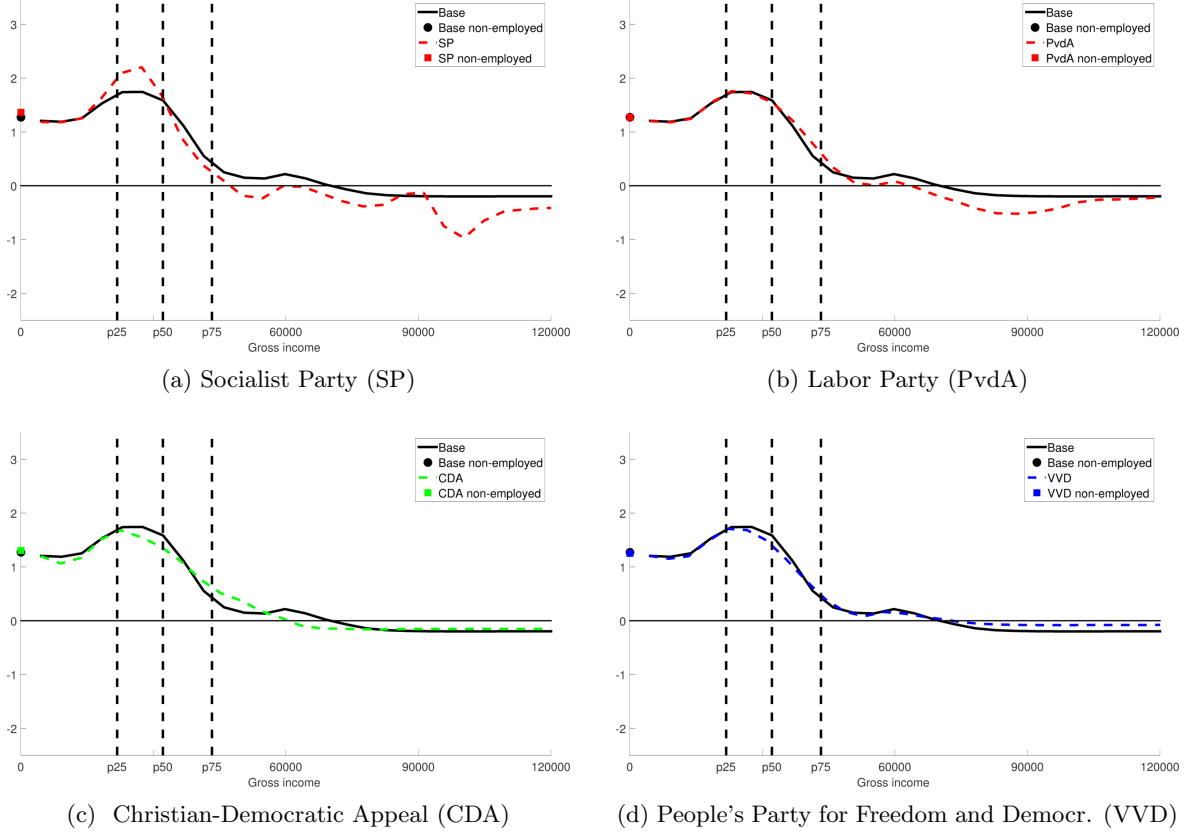 3
2
1
0
-1
-2
Base
Base non-employed
SP
SP non-employed
0 p25 p50 p75 60000 90000 120000
Gross income
(a) Socialist Party (SP)
3
2
1
0
-1
-2
Base
Base non-employed
PvdA
PvdA non-employed
0 p25 p50 p75 60000 90000 120000
Gross income
(b) Labor Party (PvdA)
3
2
1
0
-1
-2
Base
Base non-employed
CDA
CDA non-employed
0 p25 p50 p75 60000 90000 120000
Gross income
(c) Christian-Democratic Appeal (CDA)
3
2
1
0
-1
-2
Base
Base non-employed
VVD
VVD non-employed
0 p25 p50 p75 60000 90000 120000
Gross income
(d) People's Party for Freedom and Democr. (VVD)